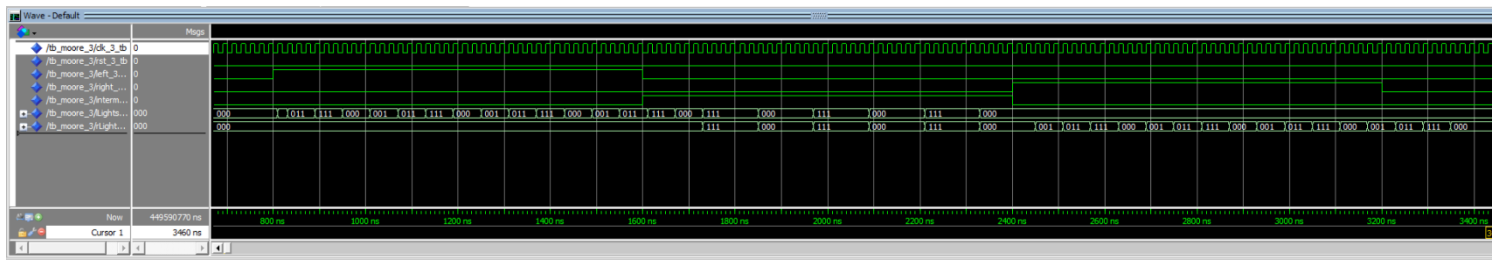 Wave - Default
Msgs
/tb_moore_3/clk_3_tb 0
/tb_moore_3/rst_3_tb 0
/tb_moore_3/left_3... 0
/tb_moore_3/right_... 0
/tb_moore_3/interm... 0
/tb_moore_3/lLights... 000 000 011 111 000 001 011 111 000 001 011 111 000 001 011 111 000 111 000 111 000 111 000
/tb_moore_3/rLight... 000 000 111 000 111 000 111 000 001 011 111 000 001 011 111 000 001 011 111 000 001 011 111 000
Now 449590770 ns 800 ns 1000 ns 1200 ns 1400 ns 1600 ns 1800 ns 2000 ns 2200 ns 2400 ns 2600 ns 2800 ns 3000 ns 3200 ns 3400 ns
Cursor 1 3460 ns